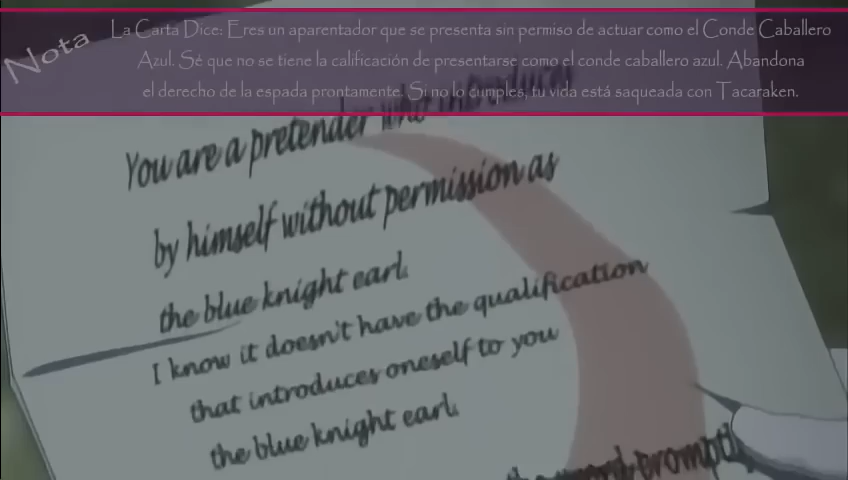 Nota
La Carta Dice: Eres un aparentador que se presenta sin permiso de actuar como el Conde Caballero
Azul. Sé que no se tiene la calificación de presentarse como el conde caballero azul. Abandona
el derecho de la espada prontamente. Si no lo cunples, tu vida está saqueada con Tacaraken.
You are a pretender who introduces
by himself without permission as
the blue knight earl.
I know it doesn't have the qualification
that introduces oneself to you
the blue knight earl.
promptly